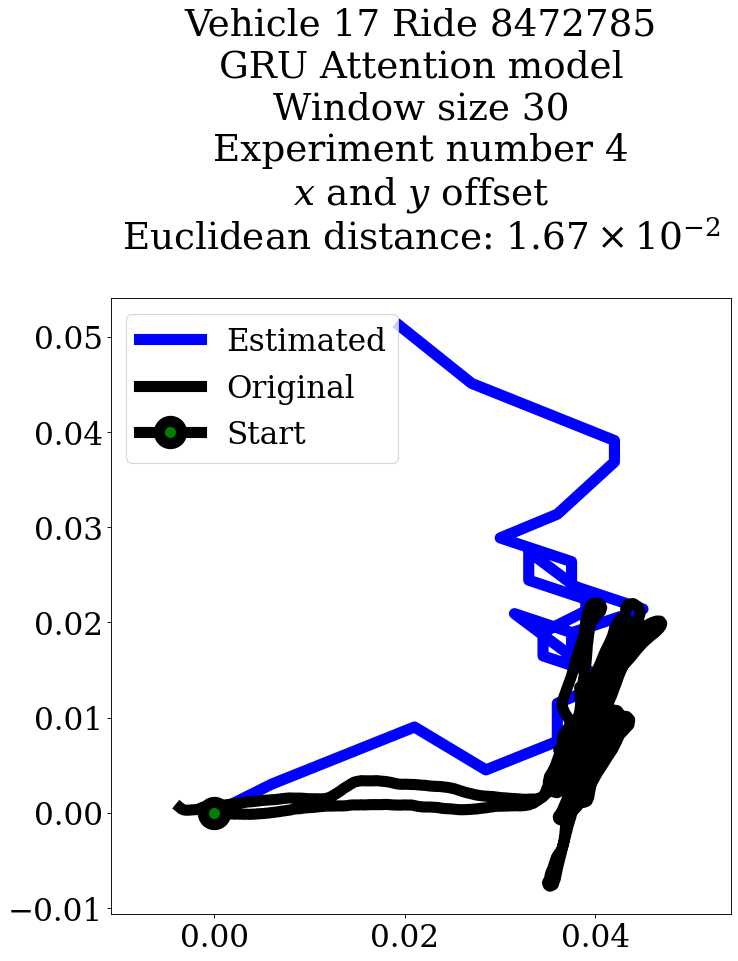 Vehicle 17 Ride 8472785
GRU Attention model
Window size 30
Experiment number 4
x and y offset
Euclidean distance: 1.67 × 10⁻²
Estimated
Original
Start
0.05
0.04
0.03
0.02
0.01
0.00
−0.01
0.00 0.02 0.04